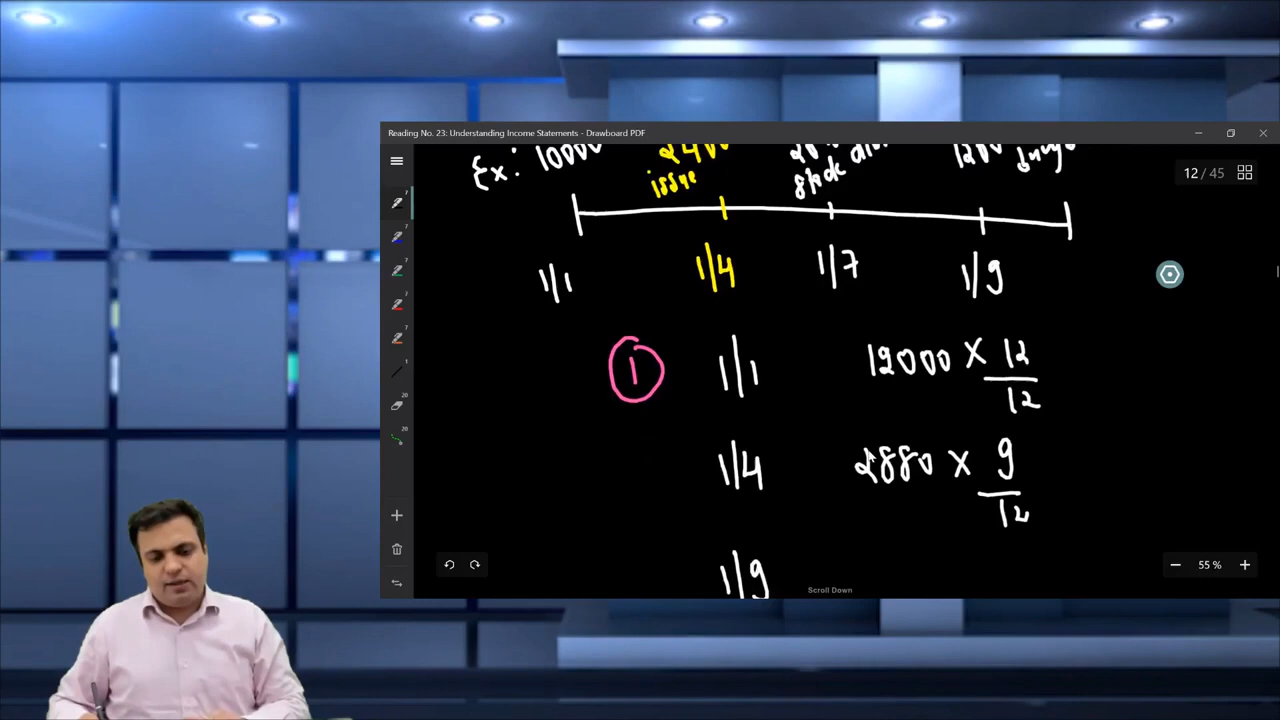 Reading No. 23: Understanding Income Statements - Drawboard PDF
12 / 45
Ex: 10000 2400 1200
issue
1/1 1/4 1/7 1/9
1 1/1 12000 × 12/12
1/4 2880 × 9/12
1/9
55 %
Scroll Down